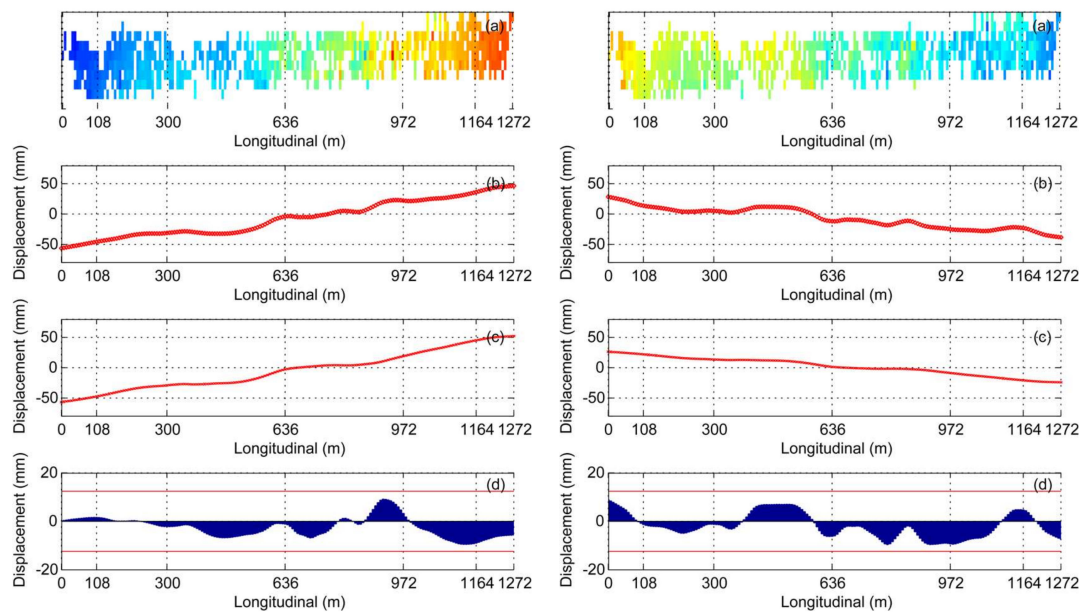 (a) (a)
0 108 300 636 972 1164 1272 0 108 300 636 972 1164 1272
Longitudinal (m) Longitudinal (m)
Displacement (mm) 50 0 -50 (b) Displacement (mm) 50 0 -50 (b)
0 108 300 636 972 1164 1272 0 108 300 636 972 1164 1272
Longitudinal (m) Longitudinal (m)
Displacement (mm) 50 0 -50 (c) Displacement (mm) 50 0 -50 (c)
0 108 300 636 972 1164 1272 0 108 300 636 972 1164 1272
Longitudinal (m) Longitudinal (m)
Displacement (mm) 20 0 -20 (d) Displacement (mm) 20 0 -20 (d)
0 108 300 636 972 1164 1272 0 108 300 636 972 1164 1272
Longitudinal (m) Longitudinal (m)